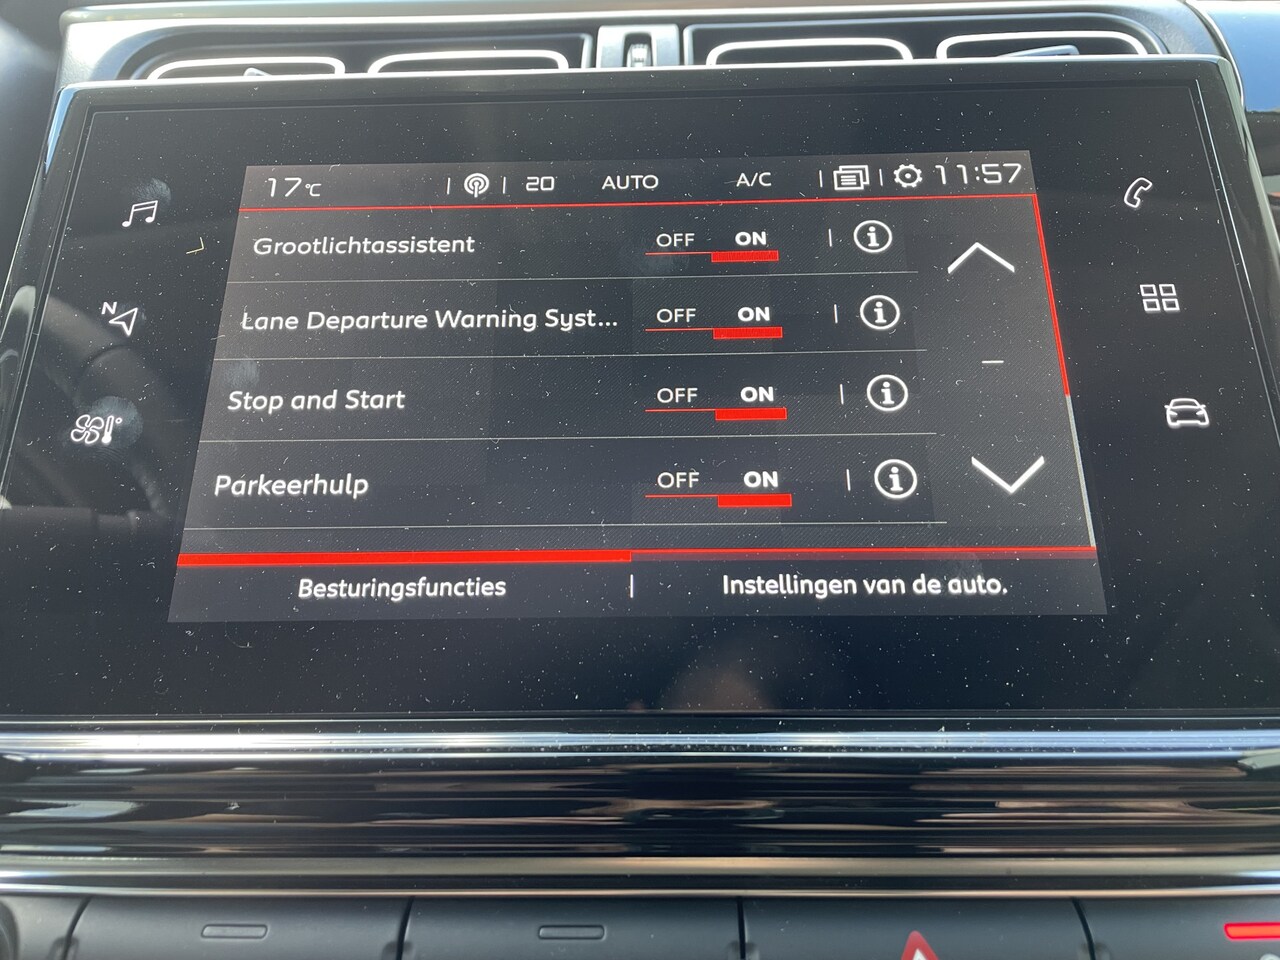 17°C 20 AUTO A/C 11:57
Grootlichtassistent OFF ON
Lane Departure Warning Syst... OFF ON
N
Stop and Start OFF ON
Parkeerhulp OFF ON
Besturingsfuncties Instellingen van de auto.